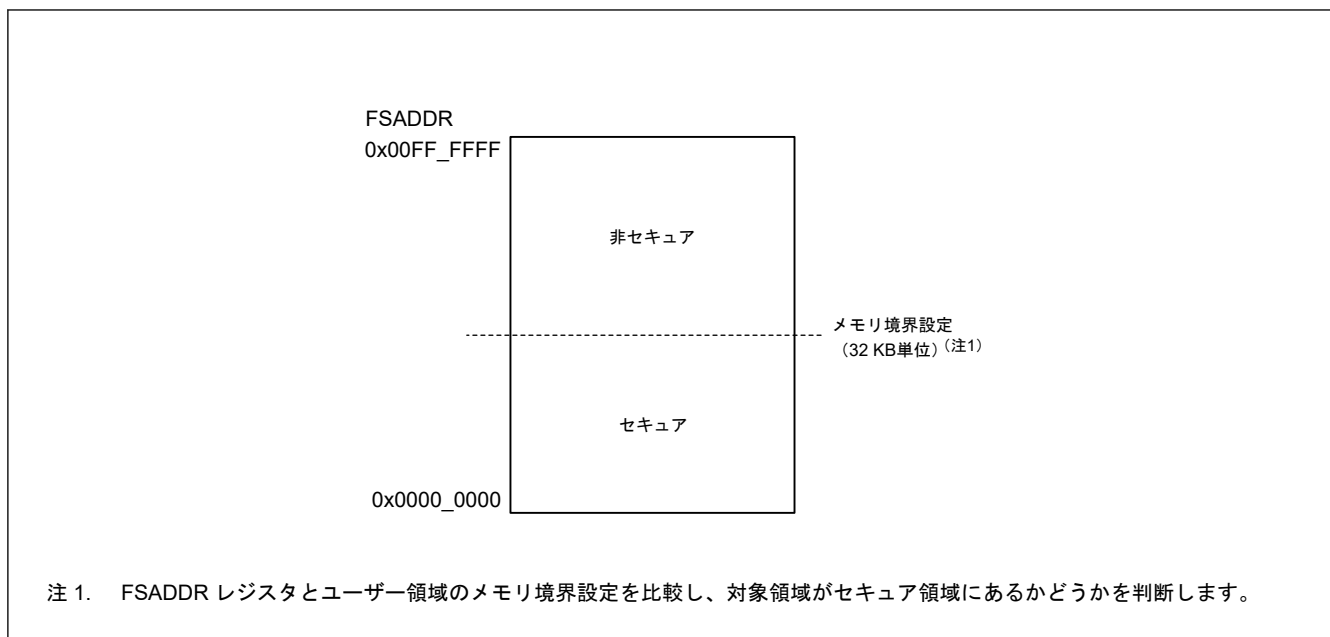 FSADDR
0x00FF_FFFF
非セキュア
メモリ境界設定
（32 KB単位）（注1）
セキュア
0x0000_0000
注 1. FSADDR レジスタとユーザー領域のメモリ境界設定を比較し、対象領域がセキュア領域にあるかどうかを判断します。